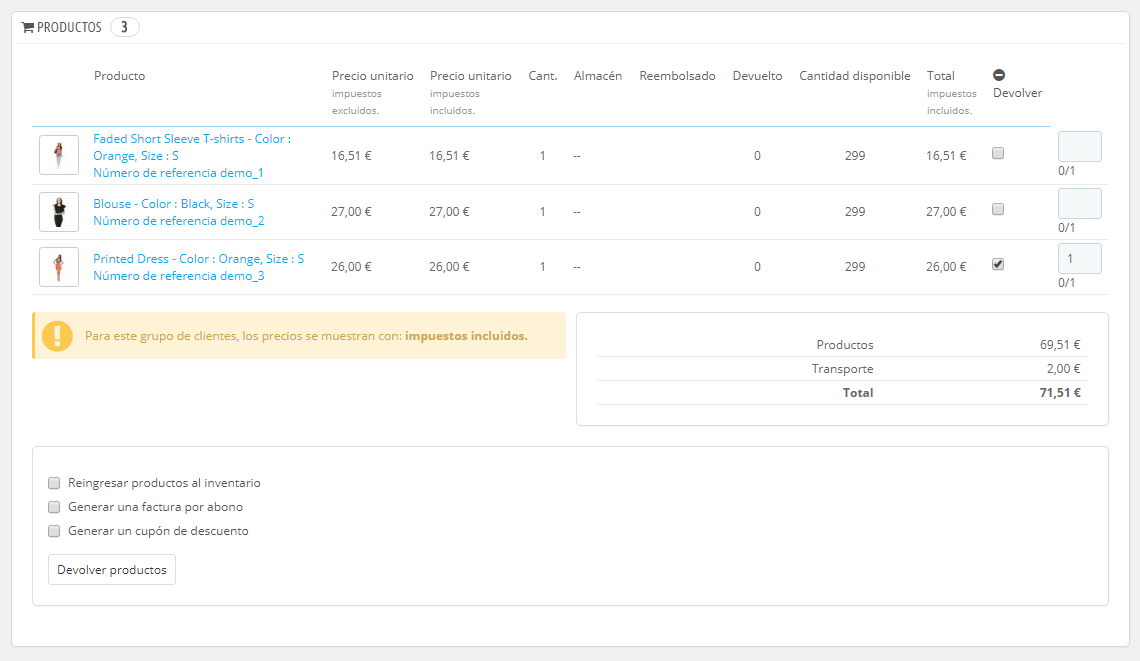 PRODUCTOS 3
Producto
Precio unitario
impuestos
excluidos.
Precio unitario
impuestos
incluidos.
Cant.
Almacén
Reembolsado
Devuelto
Cantidad disponible
Total
impuestos
incluidos.
Devolver
Faded Short Sleeve T-shirts - Color :
Orange, Size : S
Número de referencia demo_1
16,51 € 16,51 € 1 -- 0 299 16,51 €
0/1
Blouse - Color : Black, Size : S
Número de referencia demo_2
27,00 € 27,00 € 1 -- 0 299 27,00 €
0/1
Printed Dress - Color : Orange, Size : S
Número de referencia demo_3
26,00 € 26,00 € 1 -- 0 299 26,00 € 1
0/1
Para este grupo de clientes, los precios se muestran con: impuestos incluidos.
Productos 69,51 €
Transporte 2,00 €
Total 71,51 €
Reingresar productos al inventario
Generar una factura por abono
Generar un cupón de descuento
Devolver productos